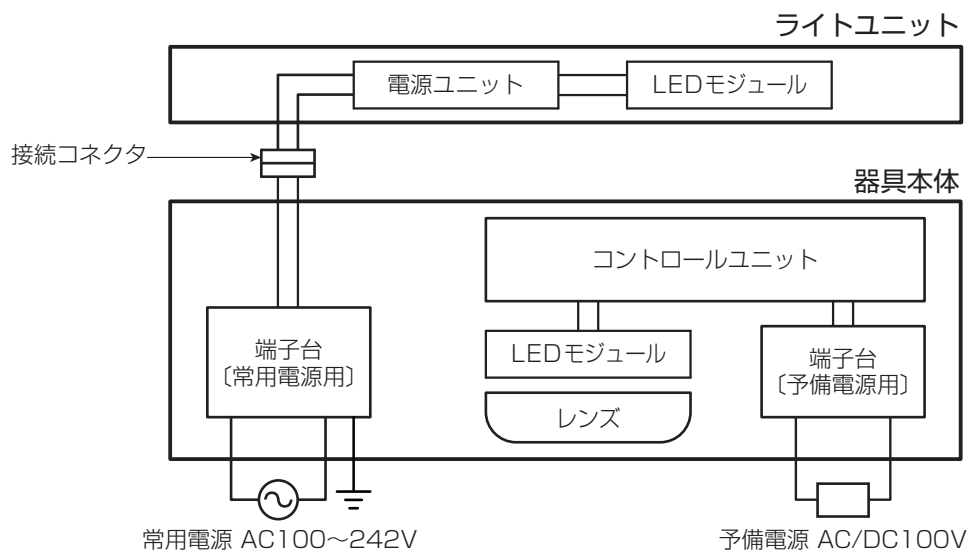 ライトユニット
電源ユニット
LEDモジュール
接続コネクタ
器具本体
コントロールユニット
端子台
〔常用電源用〕
LEDモジュール
端子台
〔予備電源用〕
レンズ
常用電源 AC100～242V
予備電源 AC/DC100V